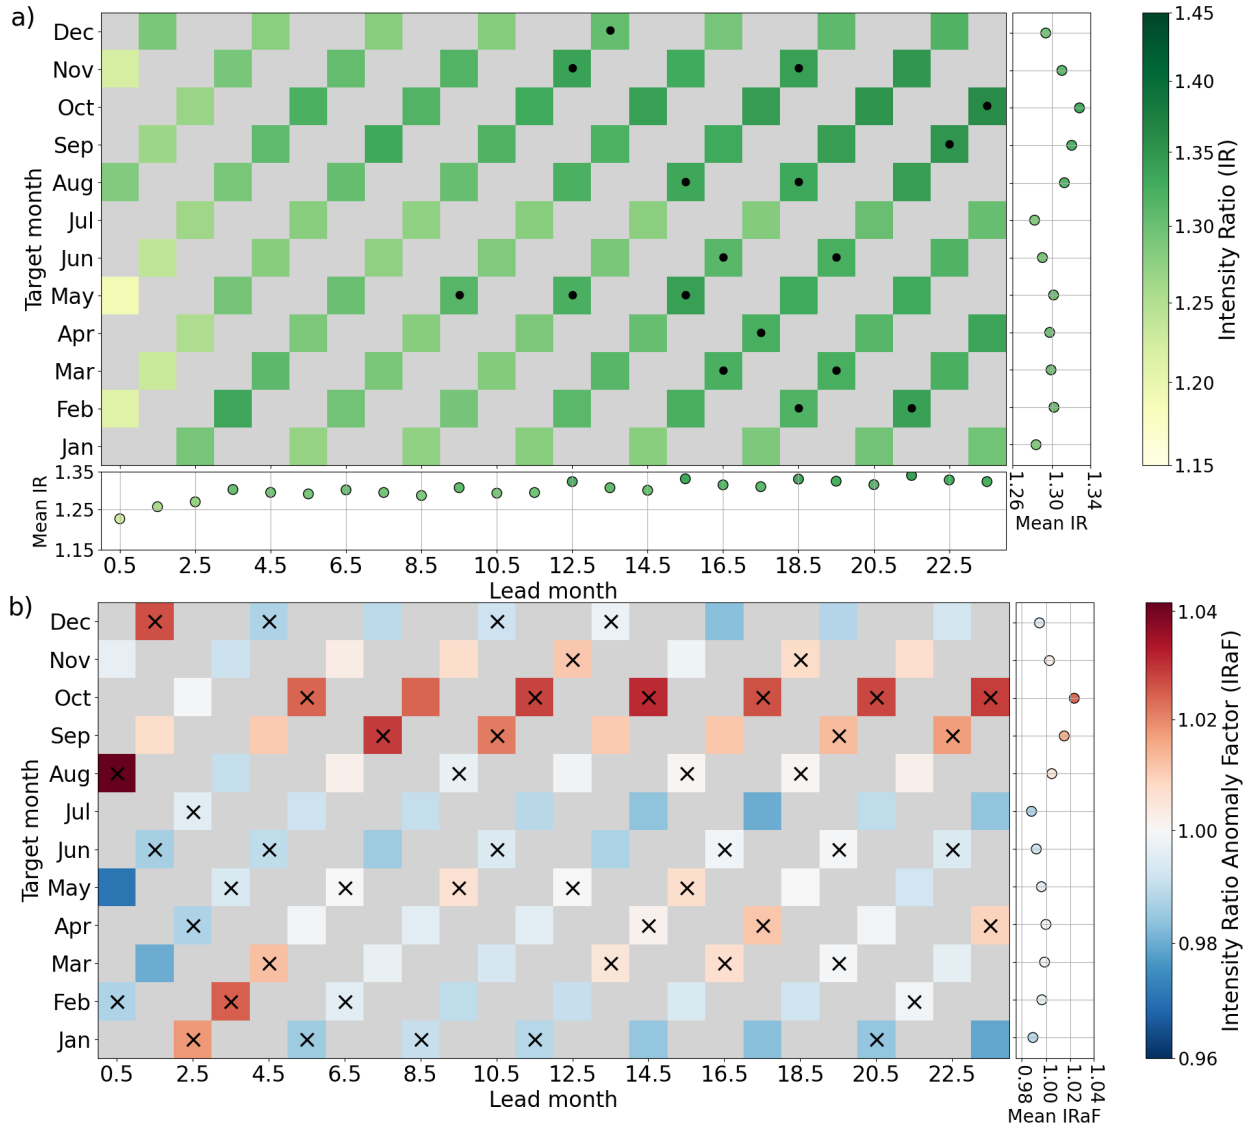 a)
Target month
Dec
Nov
Oct
Sep
Aug
Jul
Jun
May
Apr
Mar
Feb
Jan
1.26
1.30
1.34
Mean IR
1.45
1.40
1.35
1.30
1.25
1.20
1.15
Intensity Ratio (IR)
Mean IR
1.35
1.25
1.15
0.5 2.5 4.5 6.5 8.5 10.5 12.5 14.5 16.5 18.5 20.5 22.5
Lead month
b)
Target month
Dec
Nov
Oct
Sep
Aug
Jul
Jun
May
Apr
Mar
Feb
Jan
0.5 2.5 4.5 6.5 8.5 10.5 12.5 14.5 16.5 18.5 20.5 22.5
Lead month
0.98
1.00
1.02
1.04
Mean IRaF
1.04
1.02
1.00
0.98
0.96
Intensity Ratio Anomaly Factor (IRaF)